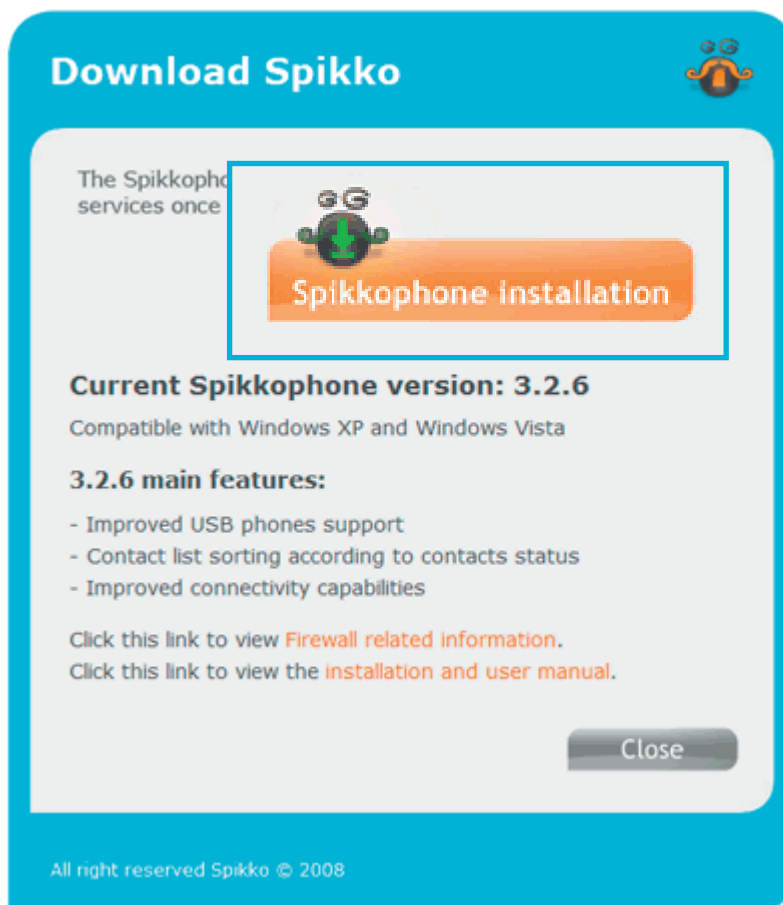 Download Spikko
The
services once
Spikkophone installation
Current Spikkophone version: 3.2.6
Compatible with Windows XP and Windows Vista
3.2.6 main features:
- Improved USB phones support
- Contact list sorting according to contacts status
- Improved connectivity capabilities
Click this link to view Firewall related information.
Click this link to view the installation and user manual.
Close
All right reserved Spikko © 2008